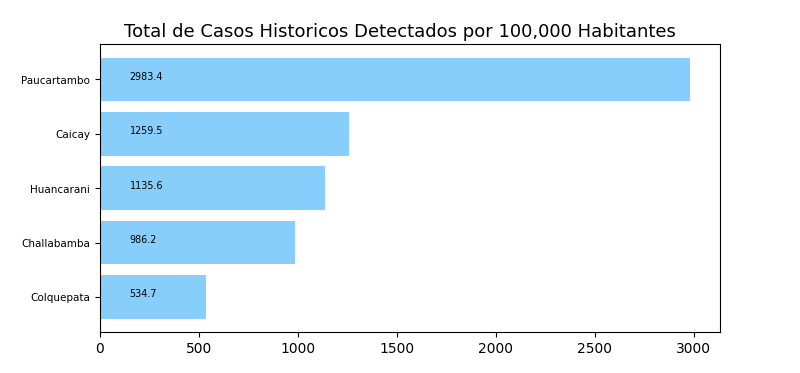 Total de Casos Historicos Detectados por 100,000 Habitantes
Paucartambo 2983.4
Caicay 1259.5
Huancarani 1135.6
Challabamba 986.2
Colquepata 534.7
0 500 1000 1500 2000 2500 3000